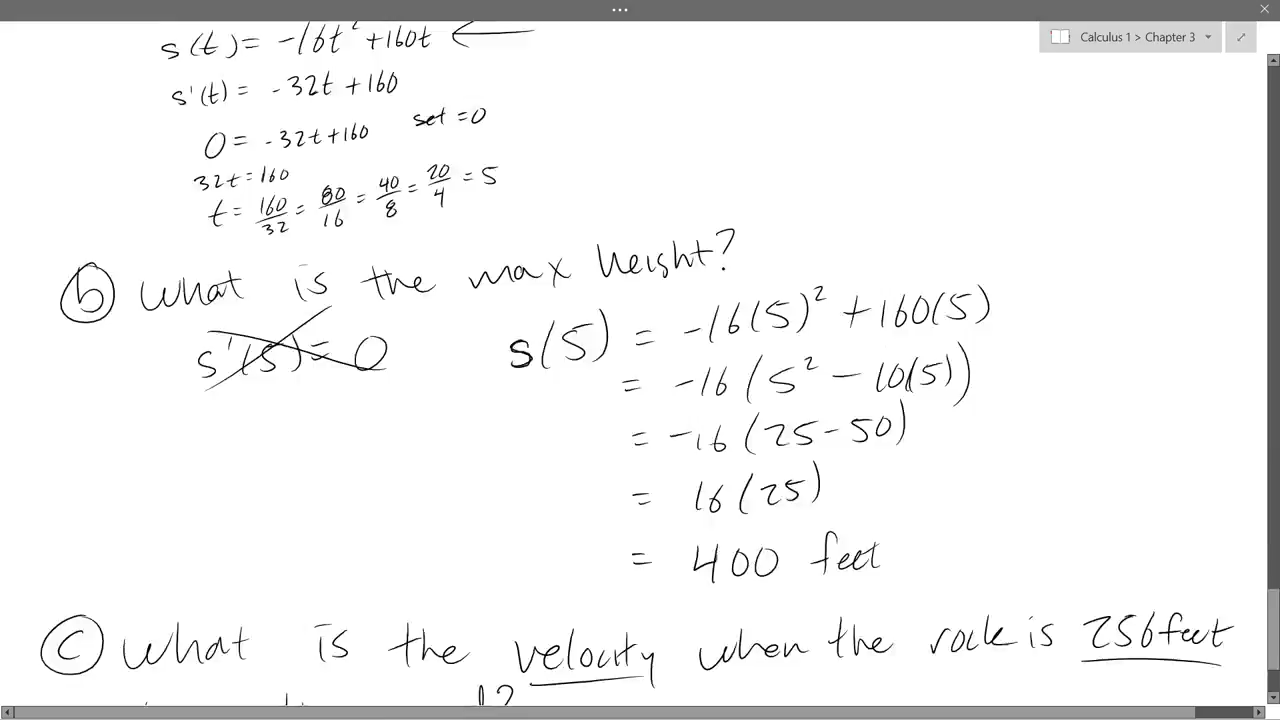 Calculus 1 > Chapter 3
s(t) = -16t² + 160t ←
s'(t) = -32t + 160
0 = -32t + 160 set = 0
32t = 160
t = 160/32 = 80/16 = 40/8 = 20/4 = 5
ⓑ What is the max height?
s'(5) = 0
s(5) = -16(5)² + 160(5)
= -16(5² - 10(5))
= -16(25-50)
= 16(25)
= 400 feet
ⓒ What is the velocity when the rock is 256 feet